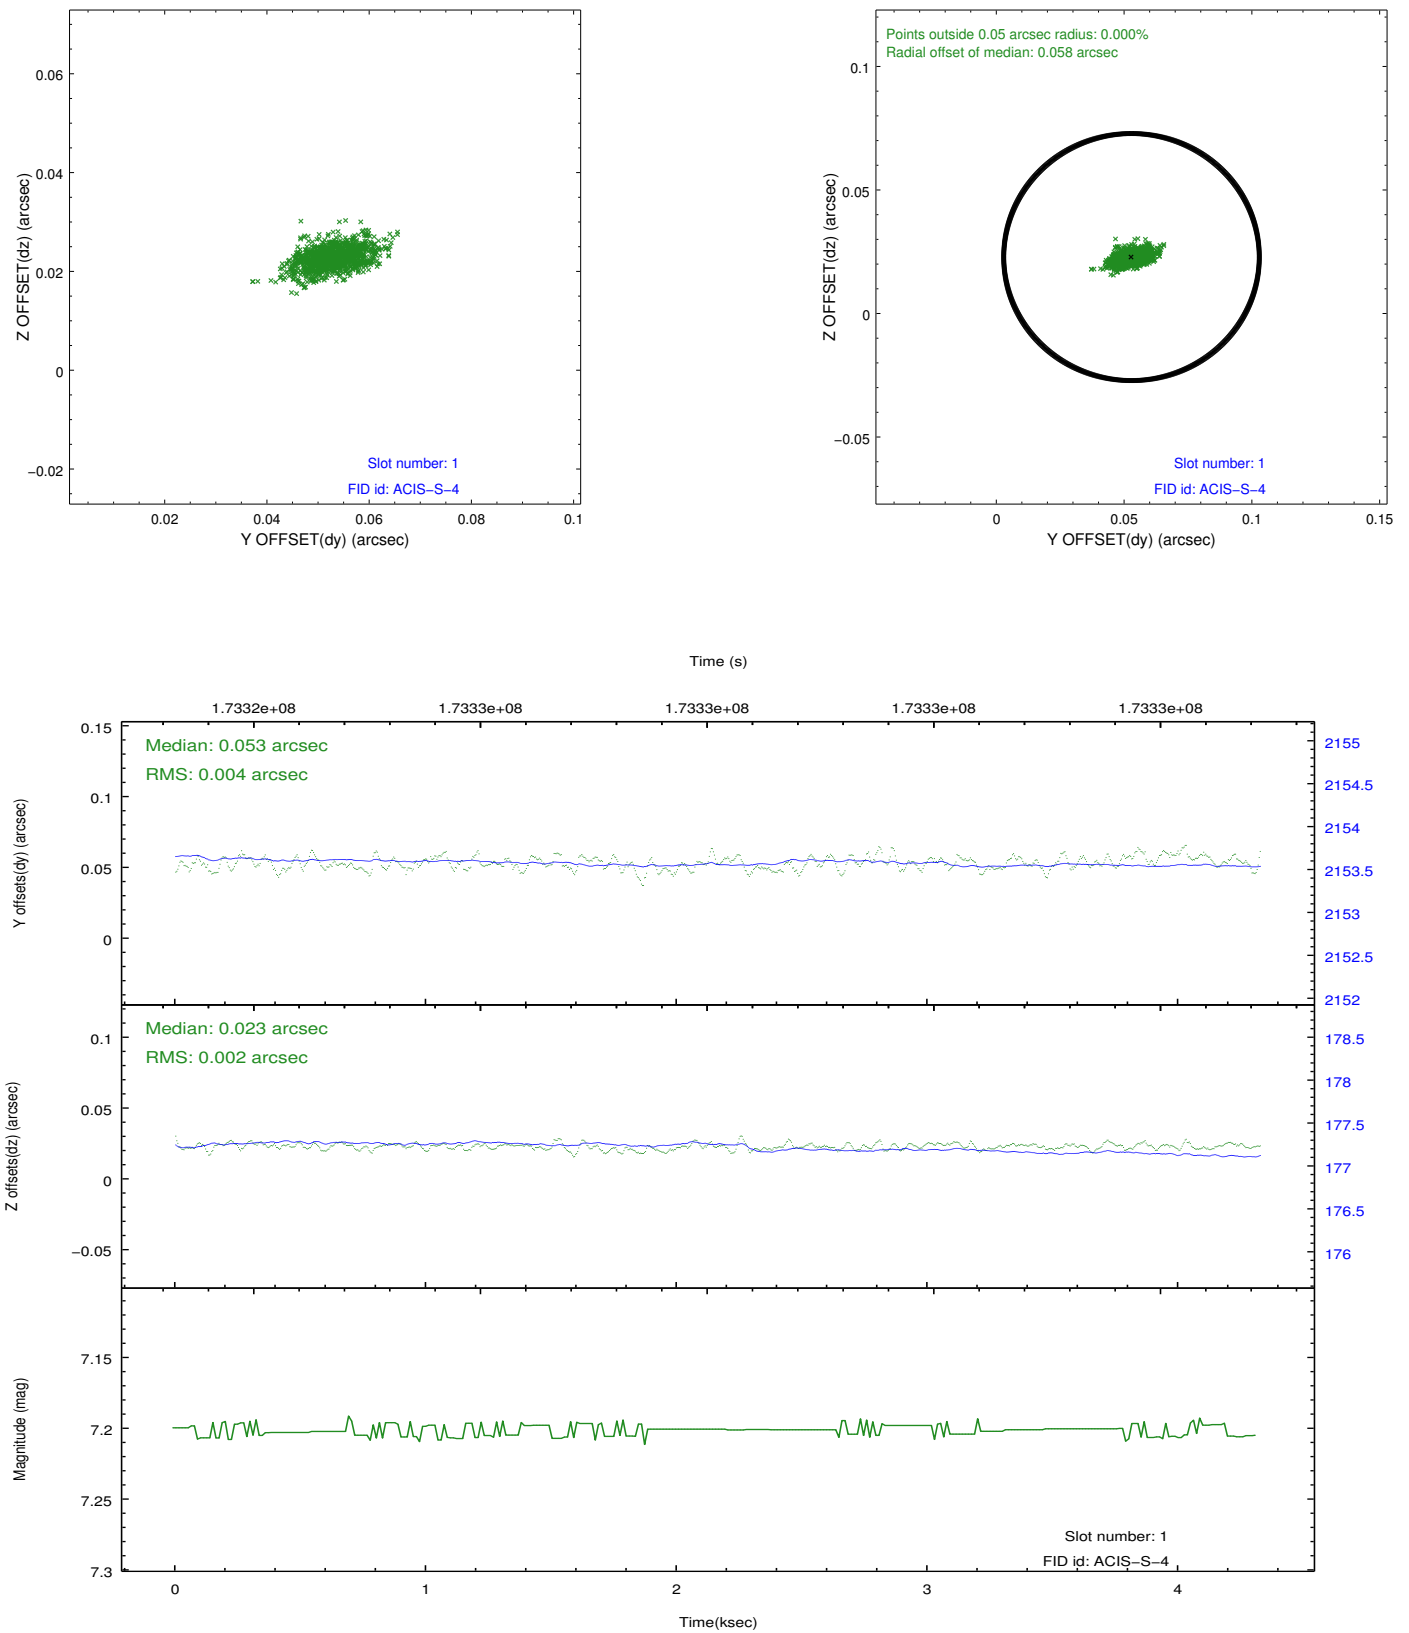 0.06
0.04
0.02
0
−0.02
Z OFFSET(dz) (arcsec)
Slot number: 1
FID id: ACIS−S−4
0.02 0.04 0.06 0.08 0.1
Y OFFSET(dy) (arcsec)
Points outside 0.05 arcsec radius: 0.000%
Radial offset of median: 0.058 arcsec
0.1
0.05
0
−0.05
Z OFFSET(dz) (arcsec)
Slot number: 1
FID id: ACIS−S−4
0 0.05 0.1 0.15
Y OFFSET(dy) (arcsec)
Time (s)
1.7332e+08 1.7333e+08 1.7333e+08 1.7333e+08 1.7333e+08
Median: 0.053 arcsec
RMS: 0.004 arcsec
0.15
0.1
0.05
0
Y offsets(dy) (arcsec)
2155
2154.5
2154
2153.5
2153
2152.5
2152
Median: 0.023 arcsec
RMS: 0.002 arcsec
0.1
0.05
0
−0.05
Z offsets(dz) (arcsec)
178.5
178
177.5
177
176.5
176
7.15
7.2
7.25
7.3
Magnitude (mag)
Slot number: 1
FID id: ACIS−S−4
0 1 2 3 4
Time(ksec)